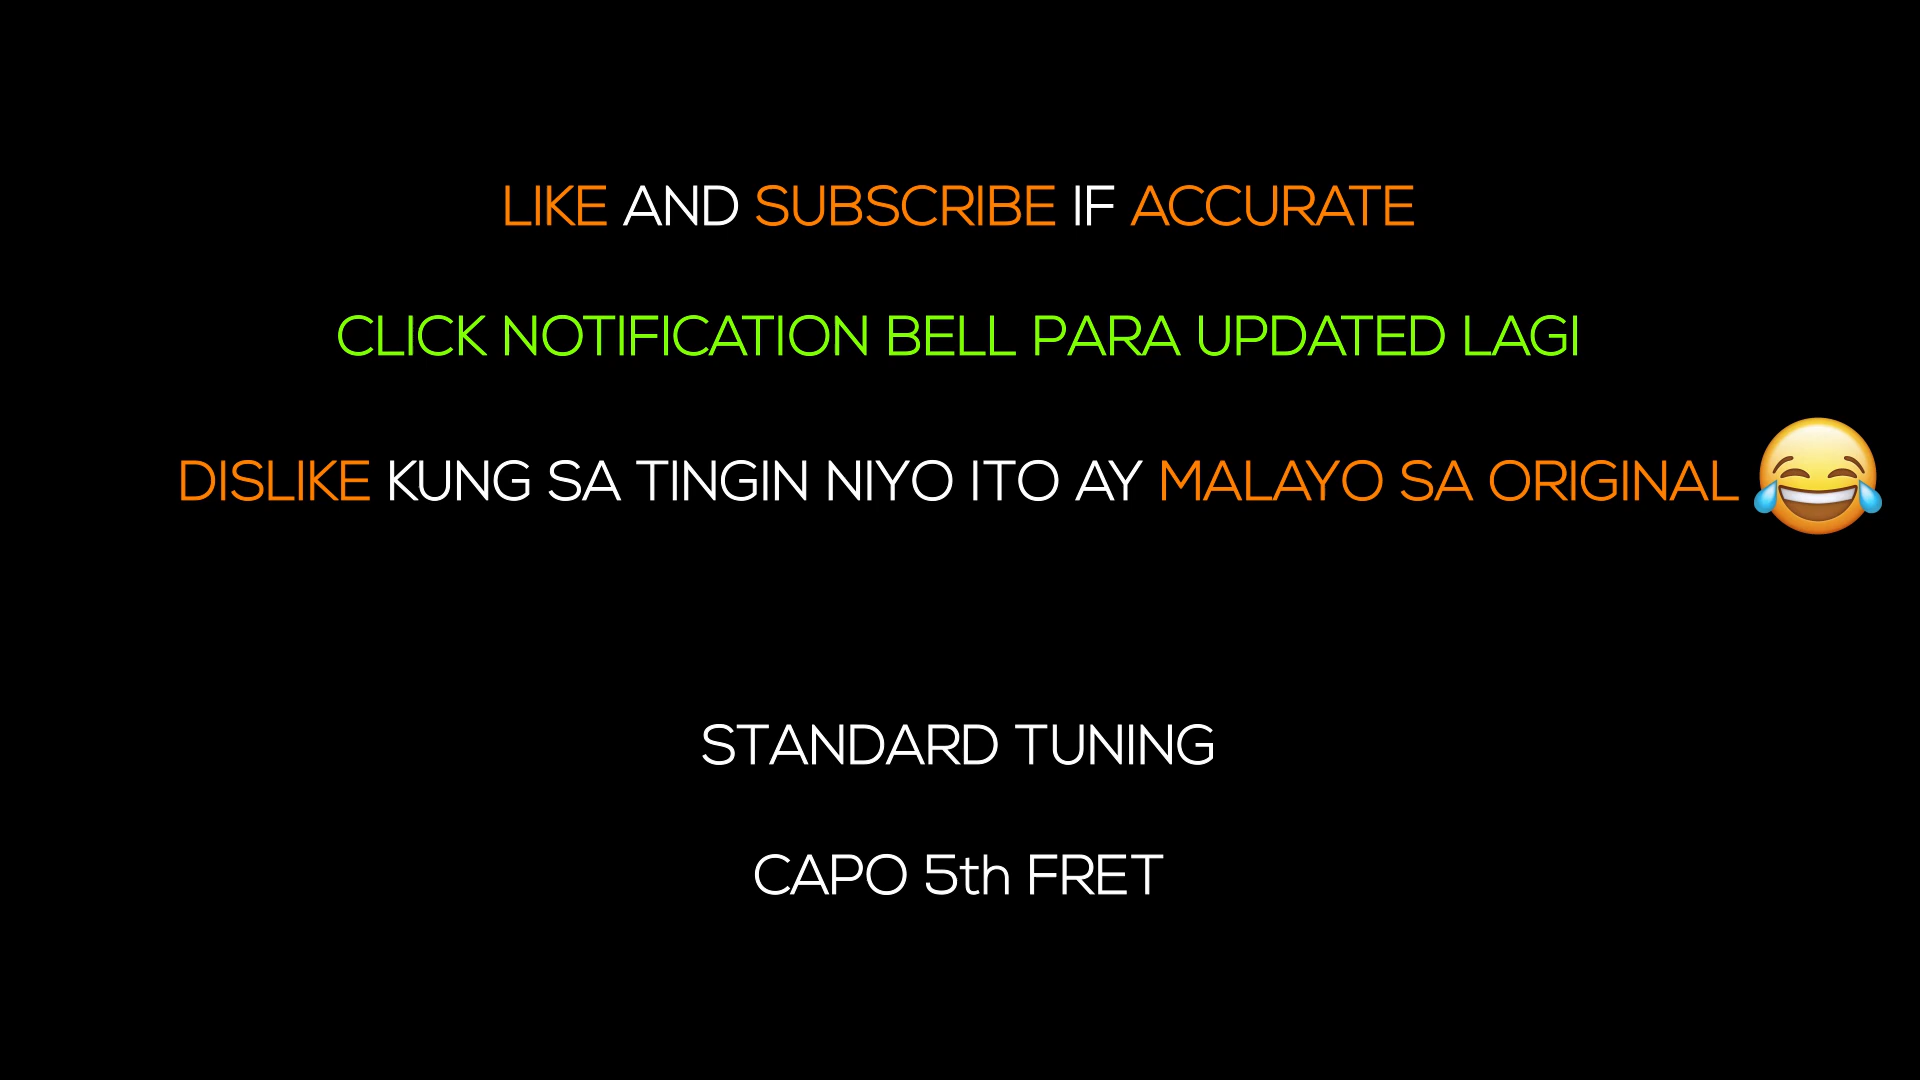 LIKE AND SUBSCRIBE IF ACCURATE
CLICK NOTIFICATION BELL PARA UPDATED LAGI
DISLIKE KUNG SA TINGIN NIYO ITO AY MALAYO SA ORIGINAL 😂
STANDARD TUNING
CAPO 5th FRET